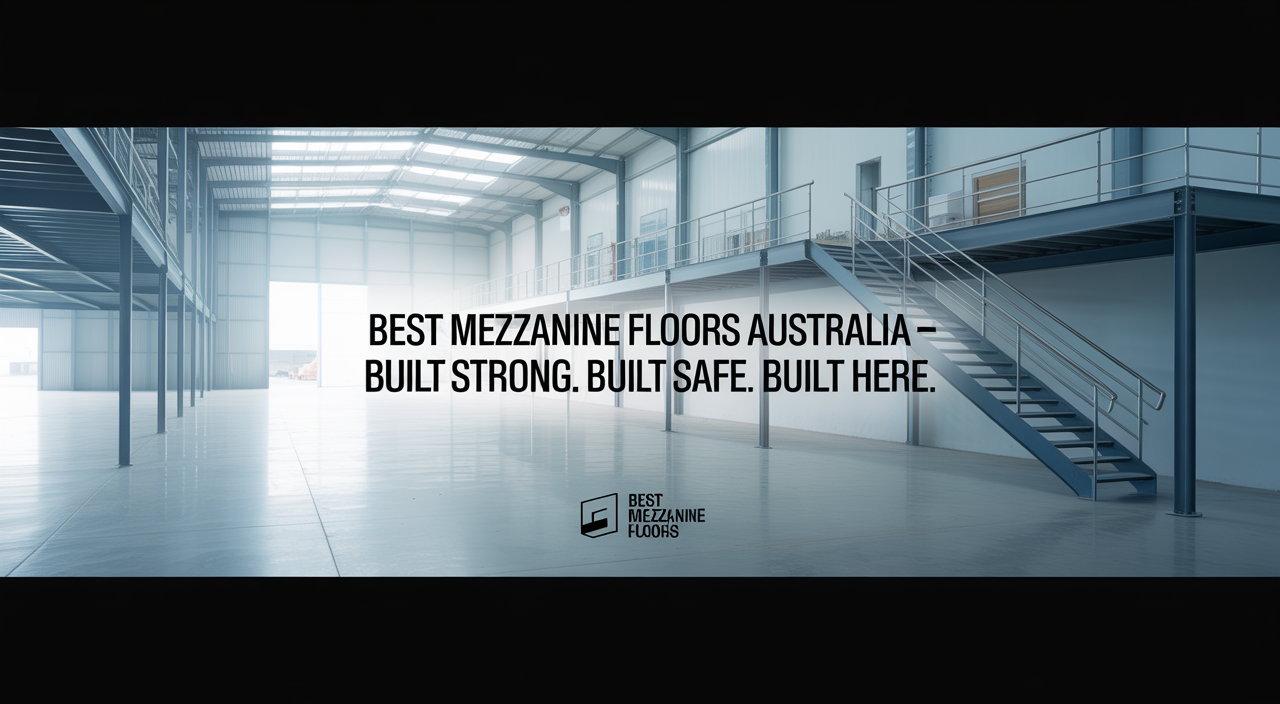 BEST MEZZANINE FLOORS AUSTRALIA –
BUILT STRONG. BUILT SAFE. BUILT HERE.
BEST
MEZZANINE
FLOORS